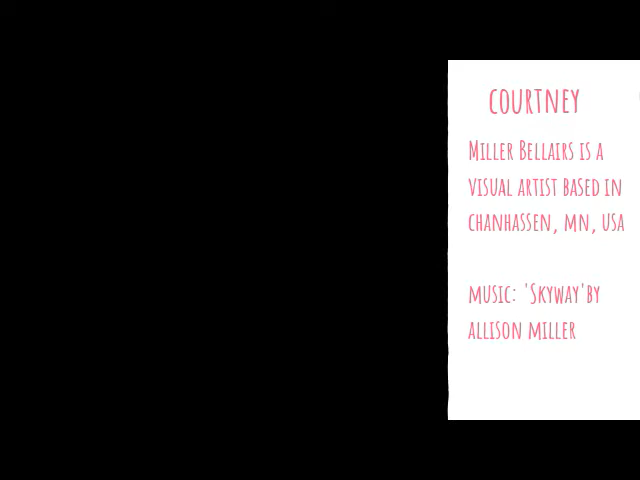 COURTNEY
MILLER BELLAIRS IS A
VISUAL ARTIST BASED IN
CHANHASSEN, MN, USA
MUSIC: 'SKYWAY'BY
ALLISON MILLER